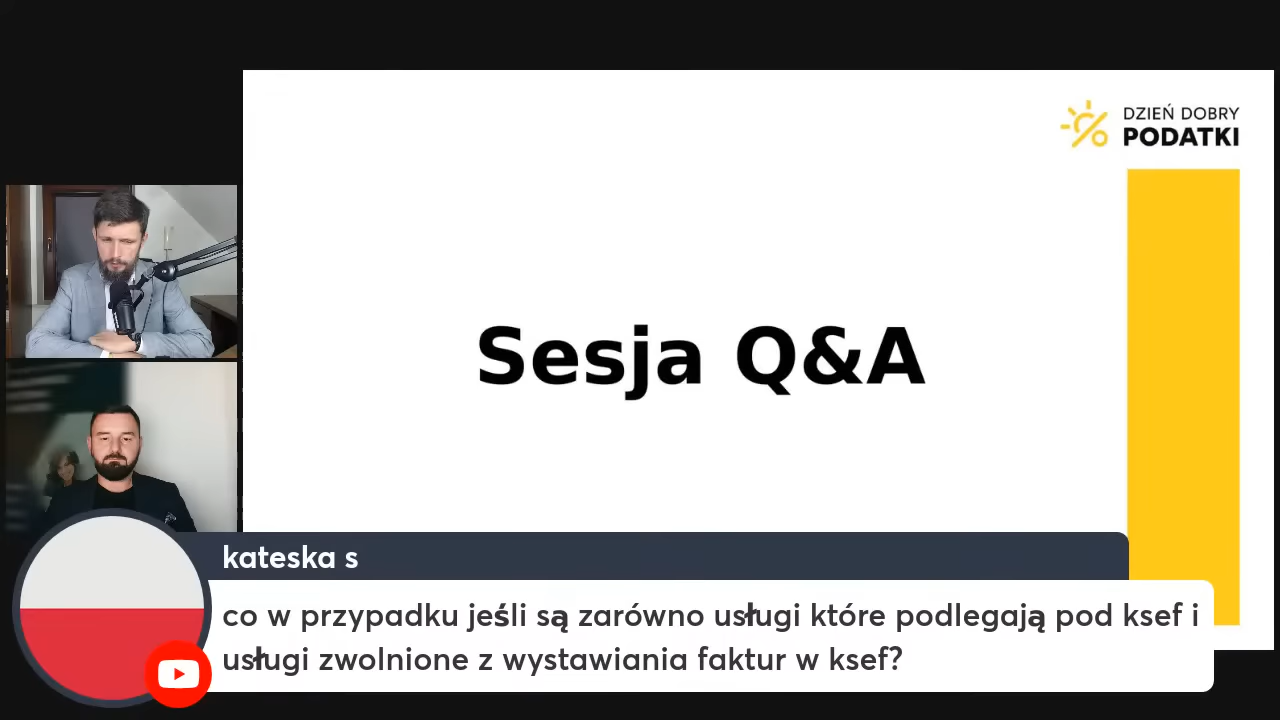 DZIEŃ DOBRY
PODATKI
Sesja Q&A
kateska s
co w przypadku jeśli są zarówno usługi które podlegają pod ksef i
usługi zwolnione z wystawiania faktur w ksef?